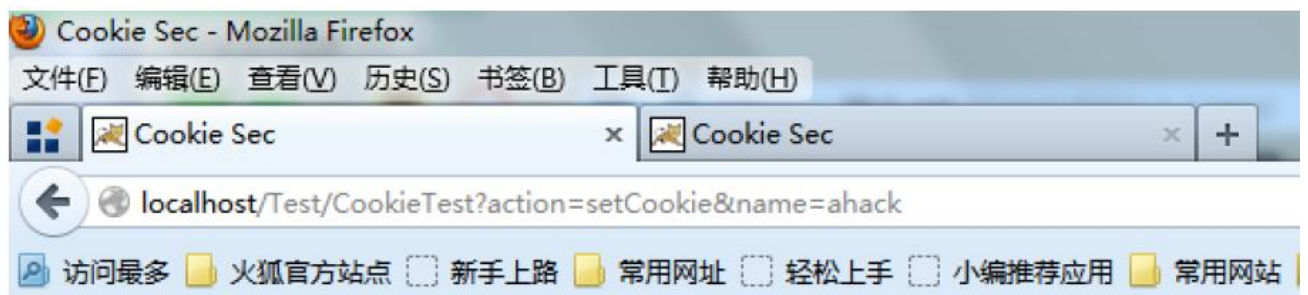 Cookie Sec - Mozilla Firefox
文件(F) 编辑(E) 查看(V) 历史(S) 书签(B) 工具(T) 帮助(H)
Cookie Sec × Cookie Sec × +
localhost/Test/CookieTest?action=setCookie&name=ahack
访问最多 火狐官方站点 新手上路 常用网址 轻松上手 小编推荐应用 常用网站